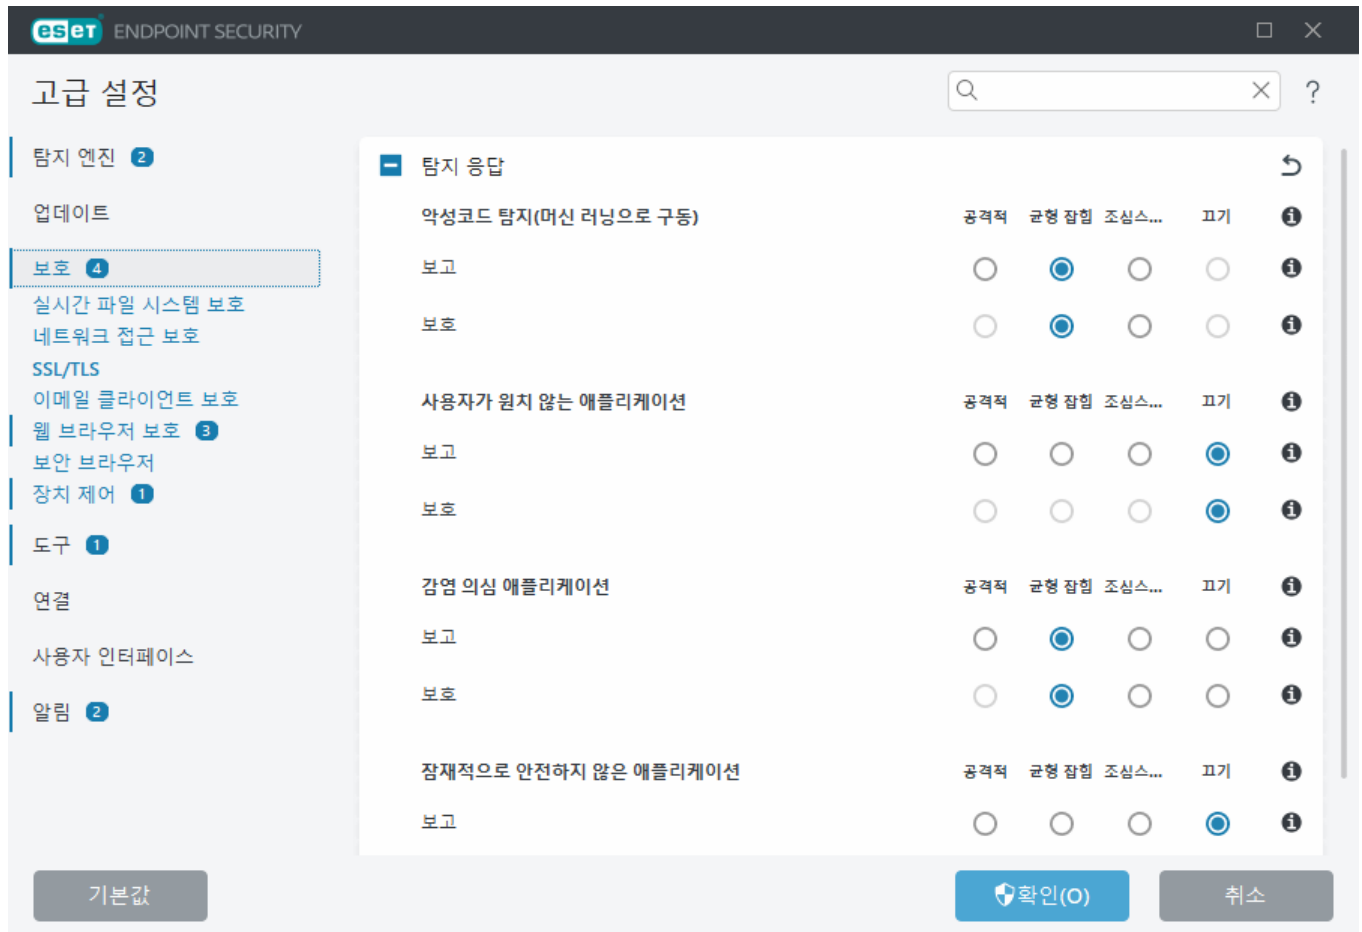 eset ENDPOINT SECURITY
고급 설정
?
탐지 엔진 2
업데이트
보호 4
실시간 파일 시스템 보호
네트워크 접근 보호
SSL/TLS
이메일 클라이언트 보호
웹 브라우저 보호 3
보안 브라우저
장치 제어 1
도구 1
연결
사용자 인터페이스
알림 2
탐지 응답
악성코드 탐지(머신 러닝으로 구동) 공격적 균형 잡힘 조심스... 끄기
보고
보호
사용자가 원치 않는 애플리케이션 공격적 균형 잡힘 조심스... 끄기
보고
보호
감염 의심 애플리케이션 공격적 균형 잡힘 조심스... 끄기
보고
보호
잠재적으로 안전하지 않은 애플리케이션 공격적 균형 잡힘 조심스... 끄기
보고
기본값 확인(O) 취소